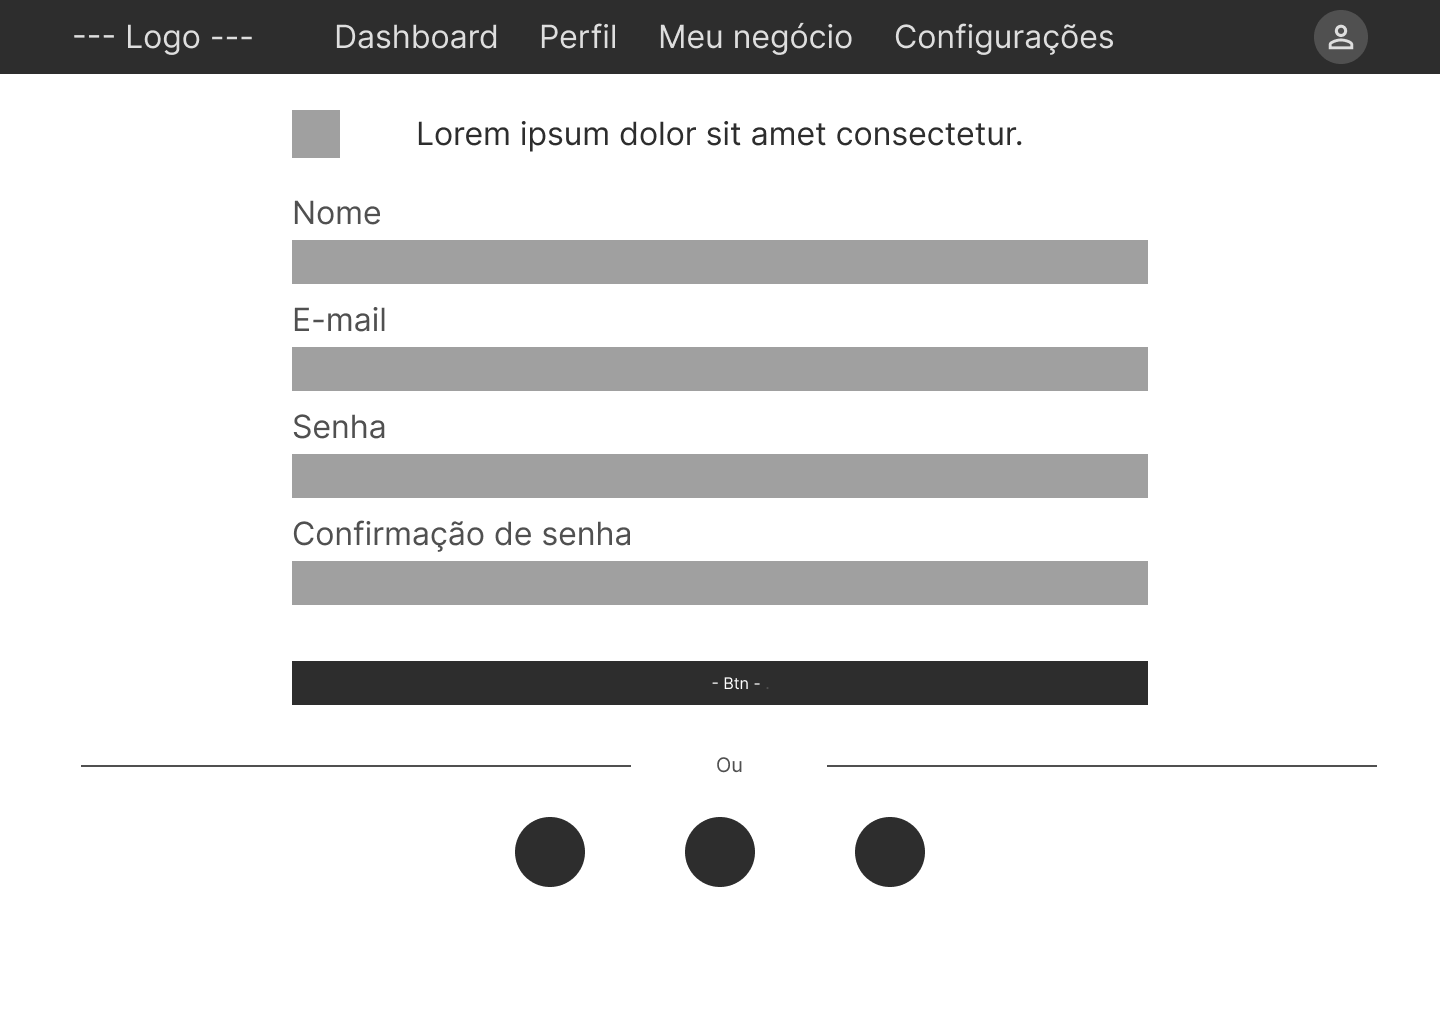 --- Logo --- Dashboard Perfil Meu negócio Configurações
Lorem ipsum dolor sit amet consectetur.
Nome
E-mail
Senha
Confirmação de senha
- Btn -
Ou